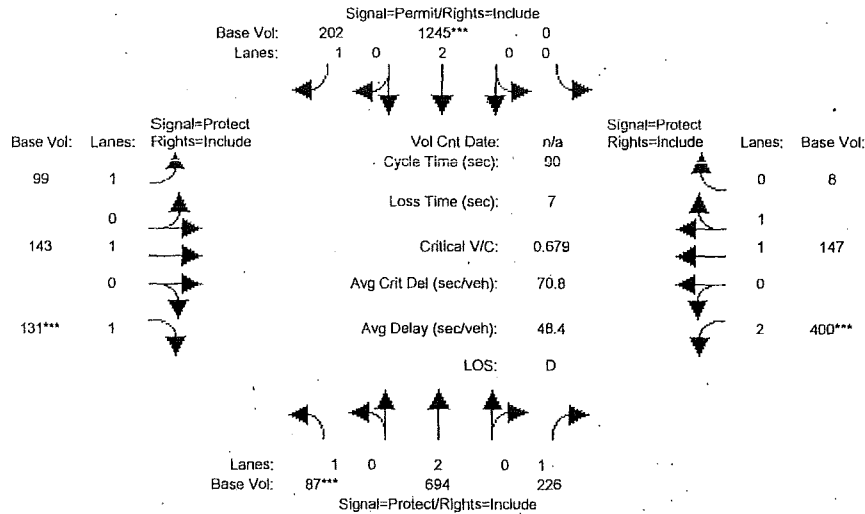 Signal=Permit/Rights=Include
Base Vol: 202 1245*** 0
Lanes: 1 0 2 0 0
Signal=Protect
Base Vol: Lanes: Rights=Include
99 1
0
143 1
0
131*** 1
Vol Cnt Date: n/a
Cycle Time (sec): 90
Loss Time (sec): 7
Critical V/C: 0.679
Avg Crit Del (sec/veh): 70.8
Avg Delay (sec/veh): 48.4
LOS: D
Signal=Protect
Rights=Include Lanes: Base Vol:
0 8
1
1 147
0
2 400***
Lanes: 1 0 2 0 1
Base Vol: 87*** 694 226
Signal=Protect/Rights=Include